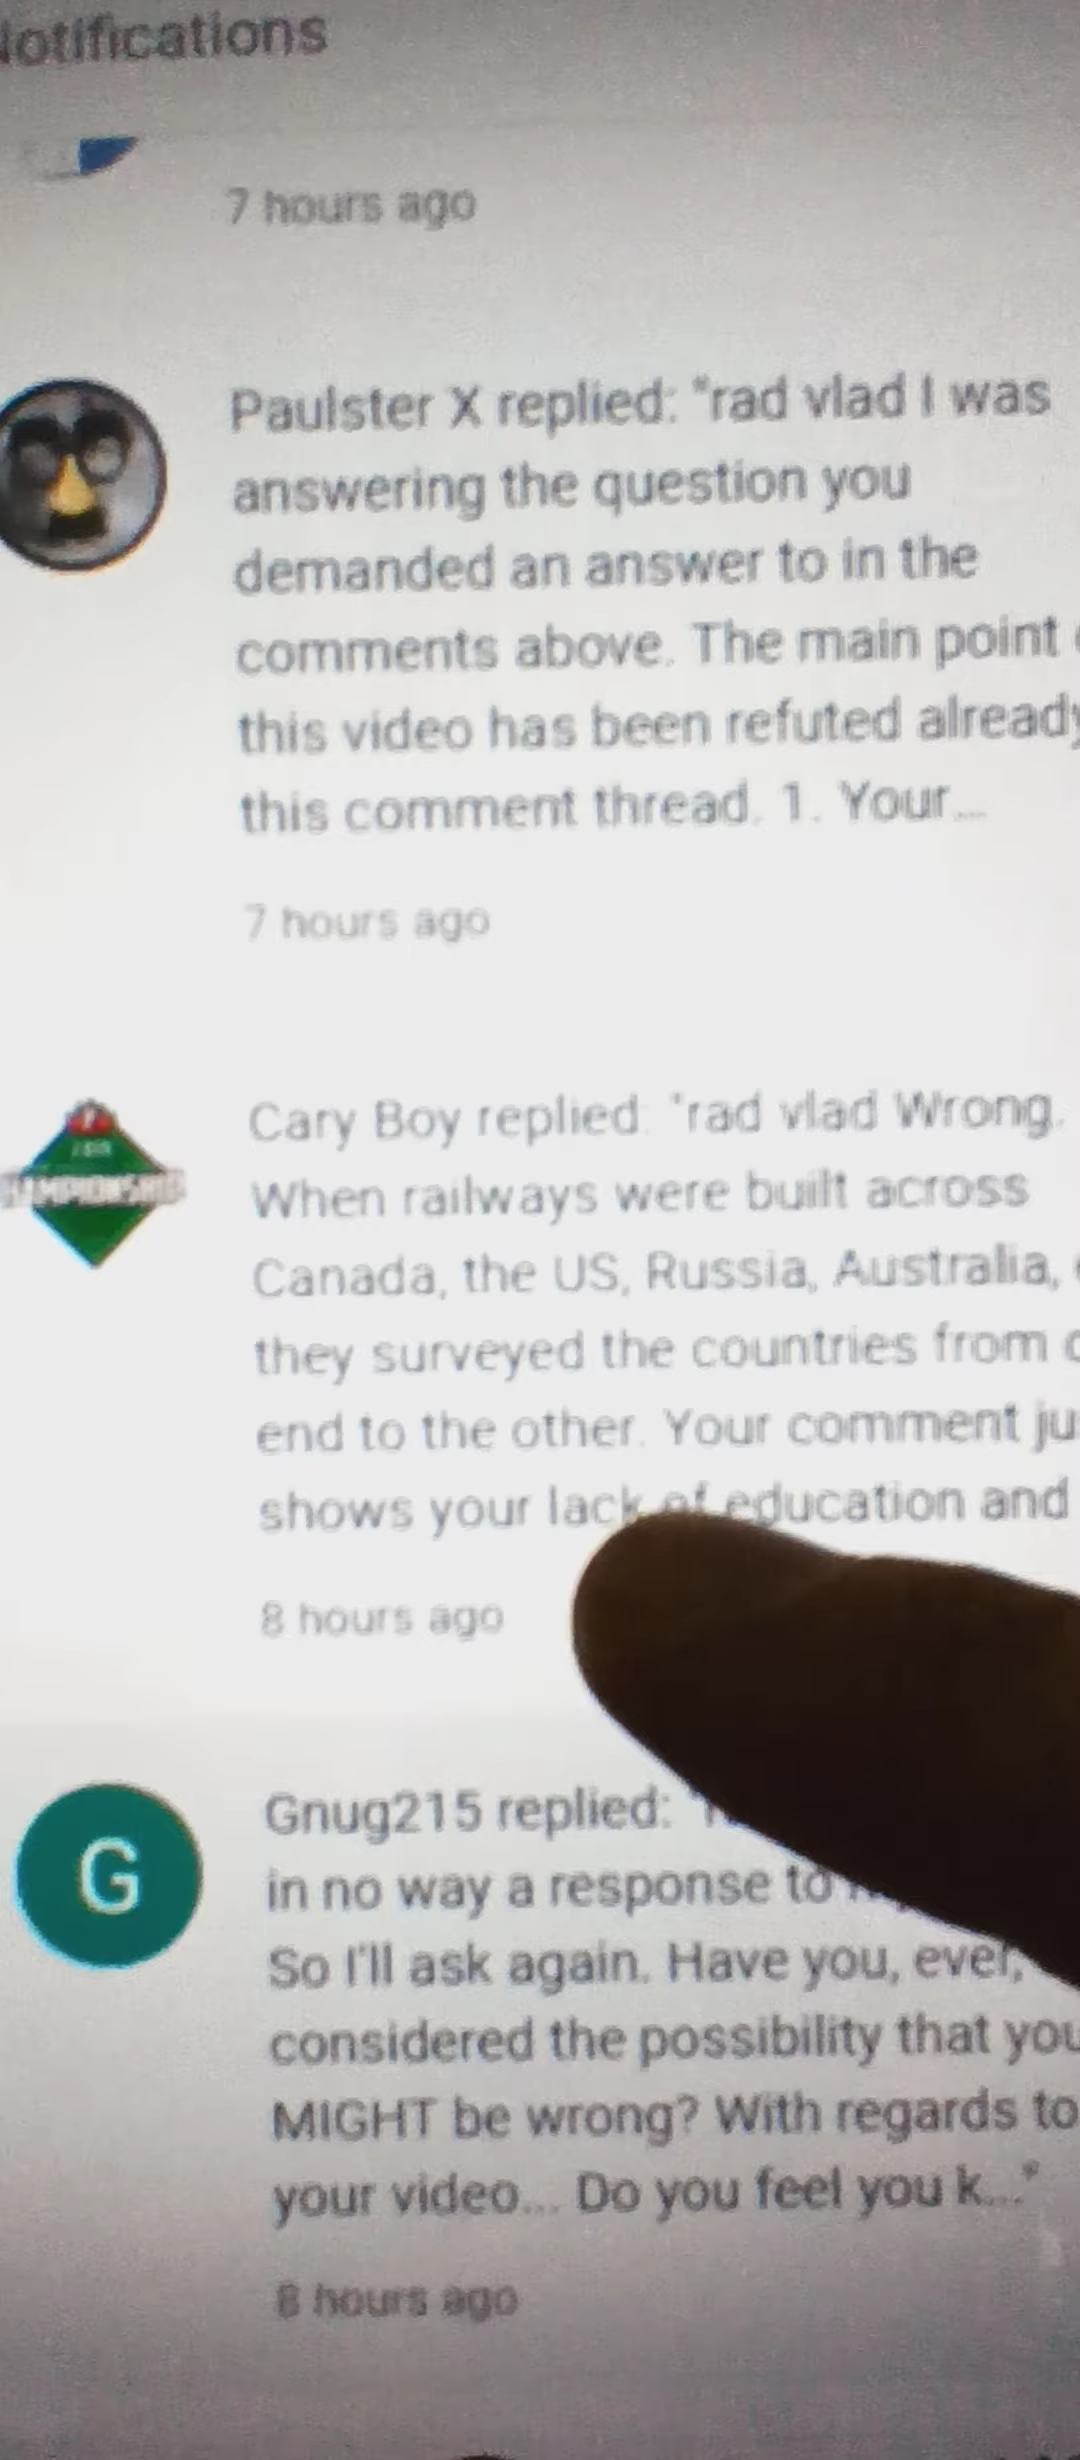 Notifications
7 hours ago
Paulster X replied: "rad vlad I was
answering the question you
demanded an answer to in the
comments above. The main point
this video has been refuted already
this comment thread. 1. Your...
7 hours ago
Cary Boy replied: "rad vlad Wrong.
When railways were built across
Canada, the US, Russia, Australia,
they surveyed the countries from
end to the other. Your comment
shows your lack of education and
8 hours ago
G
Gnug215 replied:
in no way a response to
So I'll ask again. Have you, ever,
considered the possibility that you
MIGHT be wrong? With regards to
your video... Do you feel you k..."
8 hours ago